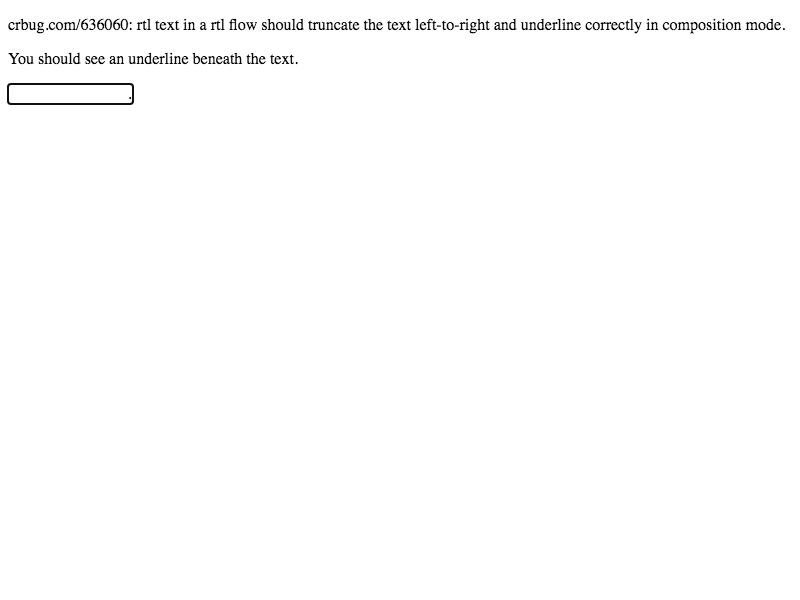 crbug.com/636060: rtl text in a rtl flow should truncate the text left-to-right and underline correctly in composition mode.
You should see an underline beneath the text.